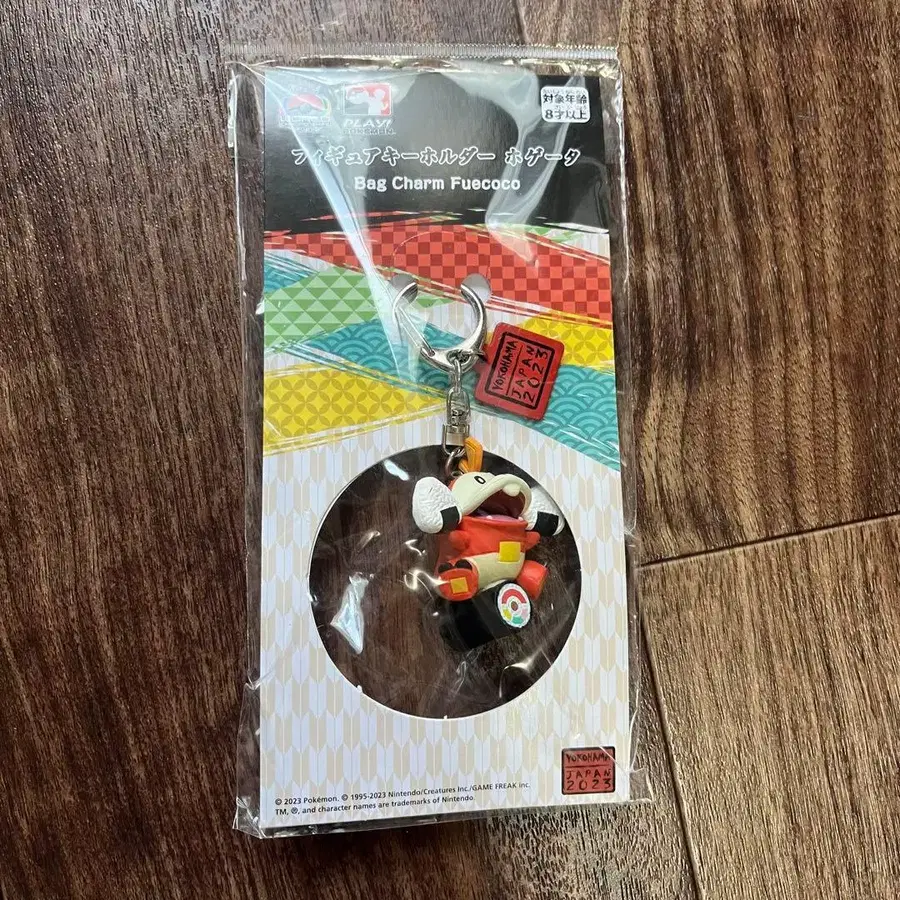 PLAY!
POKÉMON
対象年齢
8才以上
フィギュアキーホルダー ホゲータ
Bag Charm Fuecoco
YOKOHAMA
JAPAN
2023
YOKOHAMA
JAPAN
2023
© 2023 Pokémon. © 1995-2023 Nintendo/Creatures Inc./GAME FREAK inc.
TM, ®, and character names are trademarks of Nintendo.